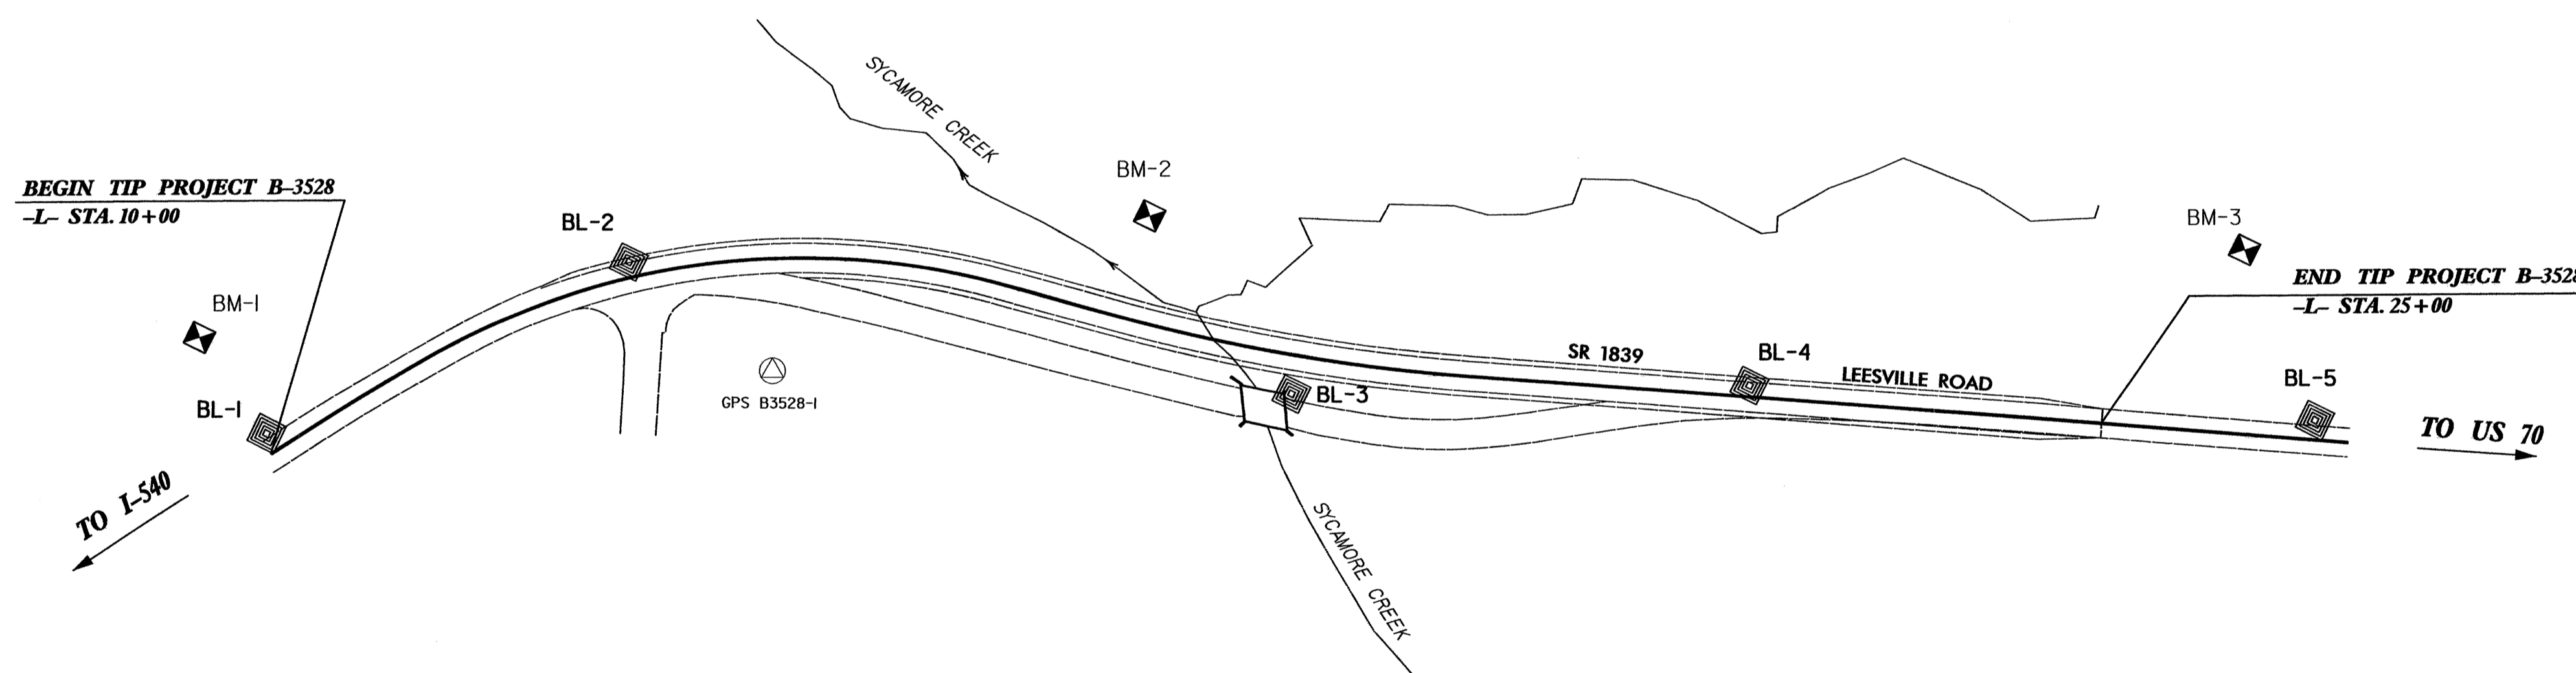 SYCAMORE CREEK
BM-2
BEGIN TIP PROJECT B-3528
-L- STA. 10+00
BL-2
BM-3
BM-1
END TIP PROJECT B-3528
-L- STA. 25+00
SR 1839
BL-4
LEESVILLE ROAD
BL-5
GPS B3528-1
BL-3
BL-1
TO US 70
TO I-540
SYCAMORE CREEK